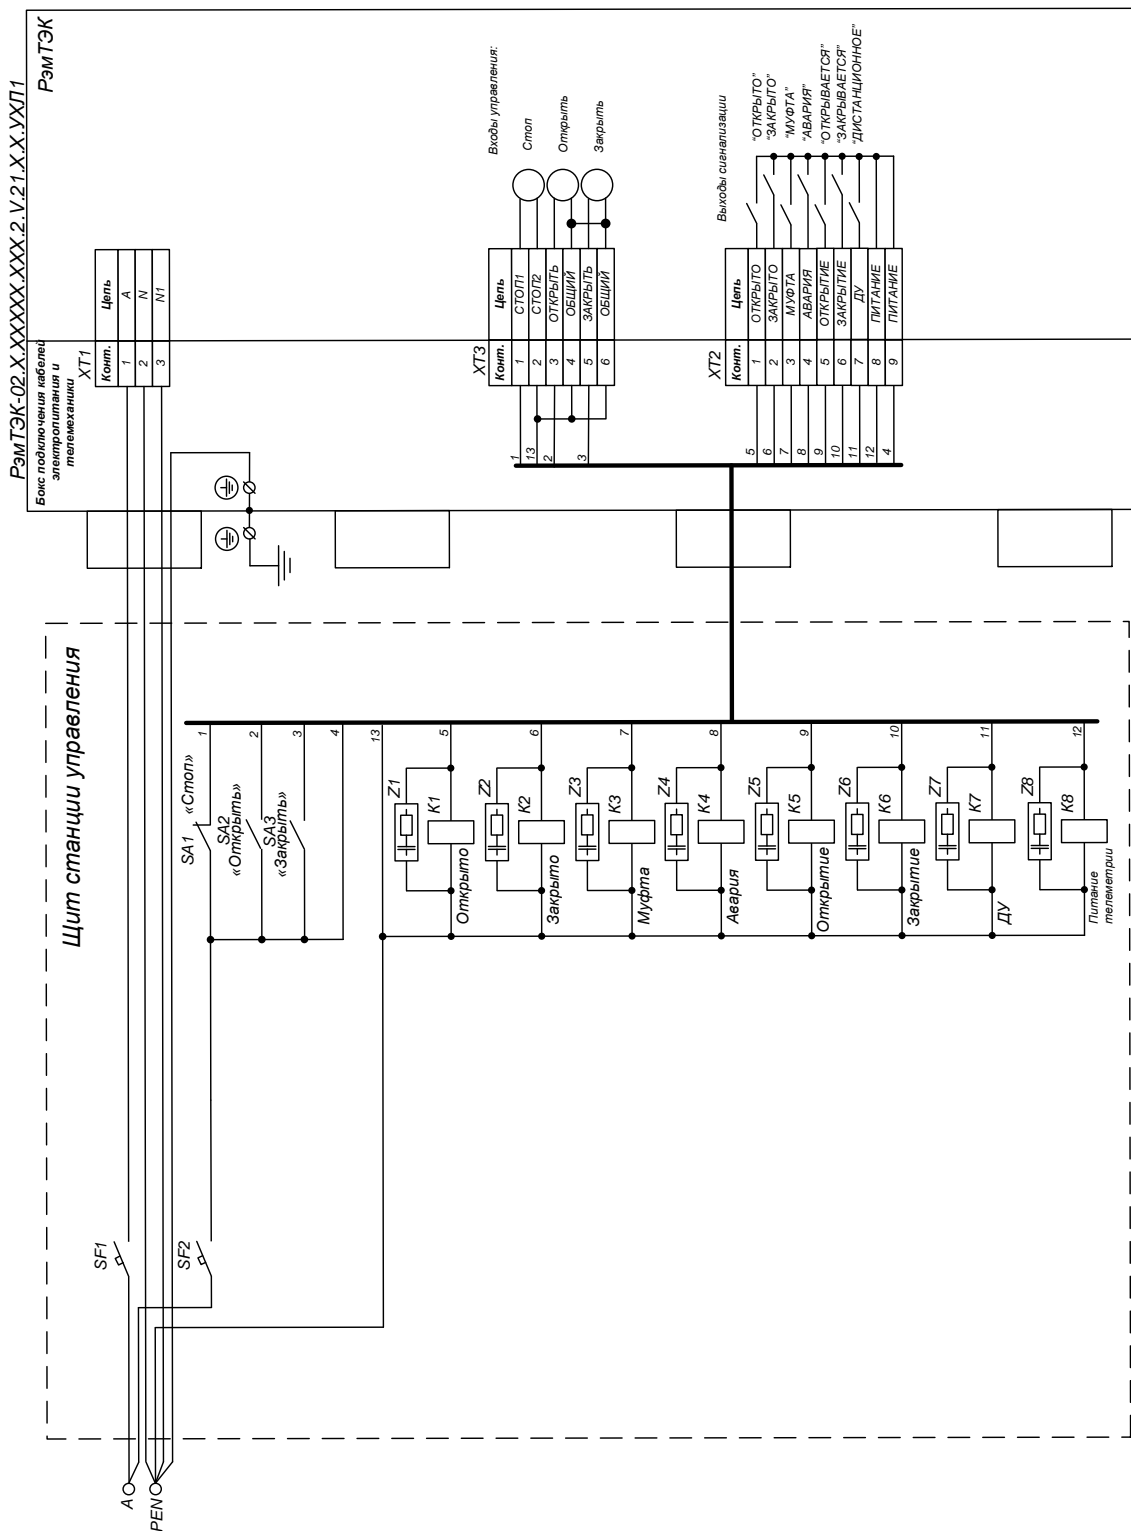 РэмТЭК-02.X.XXXXX.XXX.2.V.21.X.X.УХЛ1
РэмТЭК
Бокс подключения кабелей
электропитания и
телемеханики
XT1
Конт. Цепь
1 A
2 N
3 N1
XT3
Конт. Цепь
1 СТОП1
2 СТОП2
3 ОТКРЫТЬ
4 ОБЩИЙ
5 ЗАКРЫТЬ
6 ОБЩИЙ
Входы управления:
Стоп
Открыть
Закрыть
1
13
2
3
XT2
Конт. Цепь
1 ОТКРЫТО
2 ЗАКРЫТО
3 МУФТА
4 АВАРИЯ
5 ОТКРЫТИЕ
6 ЗАКРЫТИЕ
7 ДУ
8 ПИТАНИЕ
9 ПИТАНИЕ
Выходы сигнализации
"ОТКРЫТО"
"ЗАКРЫТО"
"МУФТА"
"АВАРИЯ"
"ОТКРЫВАЕТСЯ"
"ЗАКРЫВАЕТСЯ"
"ДИСТАНЦИОННОЕ"
5
6
7
8
9
10
11
12
4
Щит станции управления
SA1
«Стоп»
1
SA2
«Открыть»
2
SA3
«Закрыть»
3
4
13
Z1
K1
Открыто
5
Z2
K2
Закрыто
6
Z3
K3
Муфта
7
Z4
K4
Авария
8
Z5
K5
Открытие
9
Z6
K6
Закрытие
10
Z7
K7
ДУ
11
Z8
K8
Питание
телеметрии
12
SF1
SF2
A
PEN